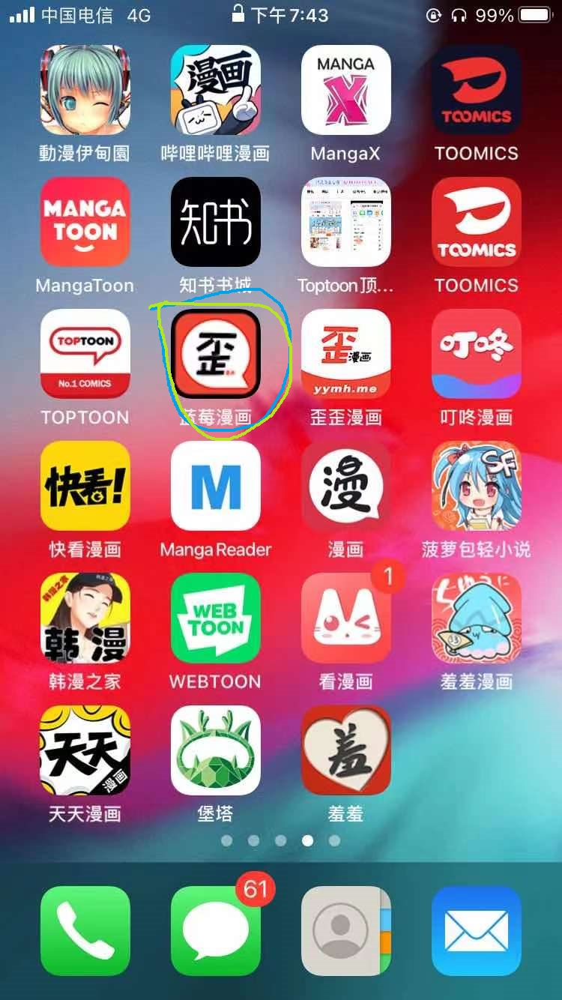 中国电信 4G 下午7:43 99%
漫画
MANGA
X
TOOMICS
動漫伊甸園 哔哩哔哩漫画 MangaX TOOMICS
MANGA
TOON
知书
TOOMICS
MangaToon 知书书城 Toptoon顶... TOOMICS
TOPTOON
No.1 COMICS
歪
歪漫画
yymh.me
叮咚
TOPTOON 蓝莓漫画 歪歪漫画 叮咚漫画
快看!
M
漫
SF
快看漫画 Manga Reader 漫画 菠萝包轻小说
韩漫之家
韩漫
WEB
TOON
1
韩漫之家 WEBTOON 看漫画 羞羞漫画
天天
漫画
羞
天天漫画 堡塔 羞羞
61